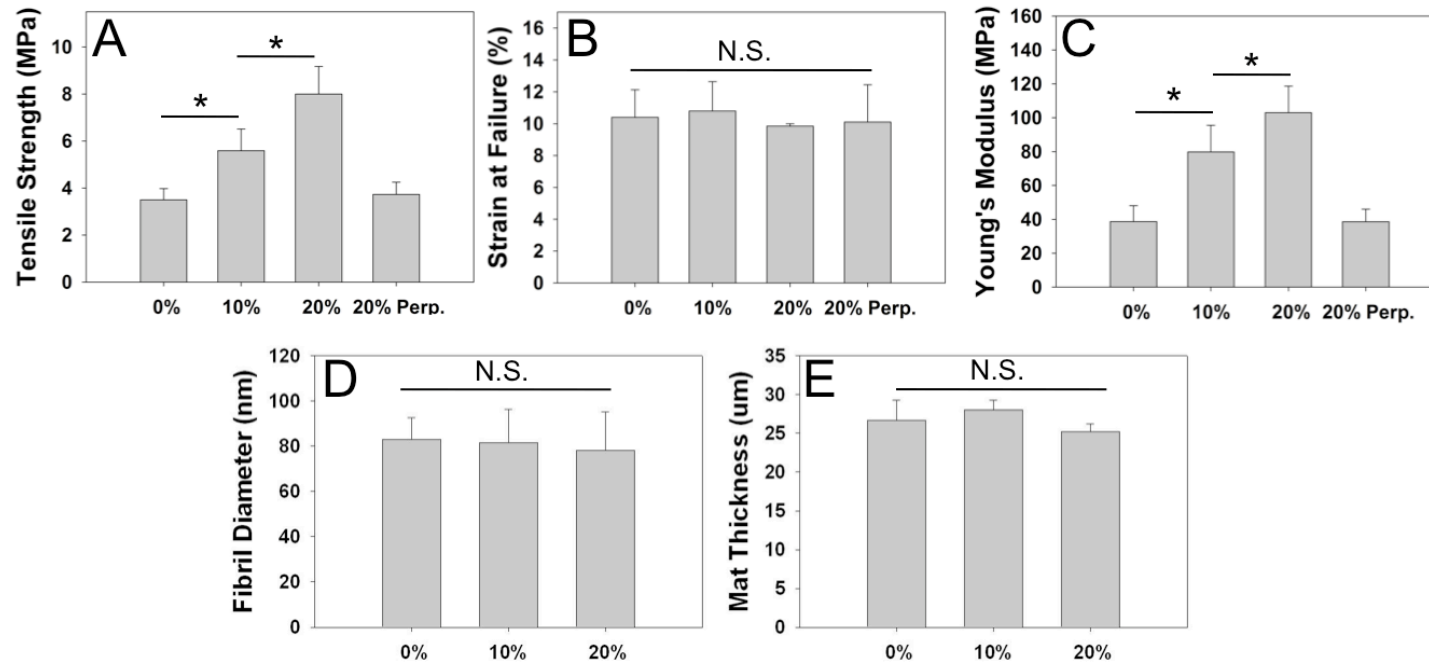 A
Tensile Strength (MPa)
10
8
6
4
2
0
*
*
0% 10% 20% 20% Perp.
B
Strain at Failure (%)
16
14
12
10
8
6
4
2
0
N.S.
0% 10% 20% 20% Perp.
C
Young's Modulus (MPa)
160
140
120
100
80
60
40
20
0
*
*
0% 10% 20% 20% Perp.
D
Fibril Diameter (nm)
120
100
80
60
40
20
0
N.S.
0% 10% 20%
E
Mat Thickness (um)
35
30
25
20
15
10
5
0
N.S.
0% 10% 20%